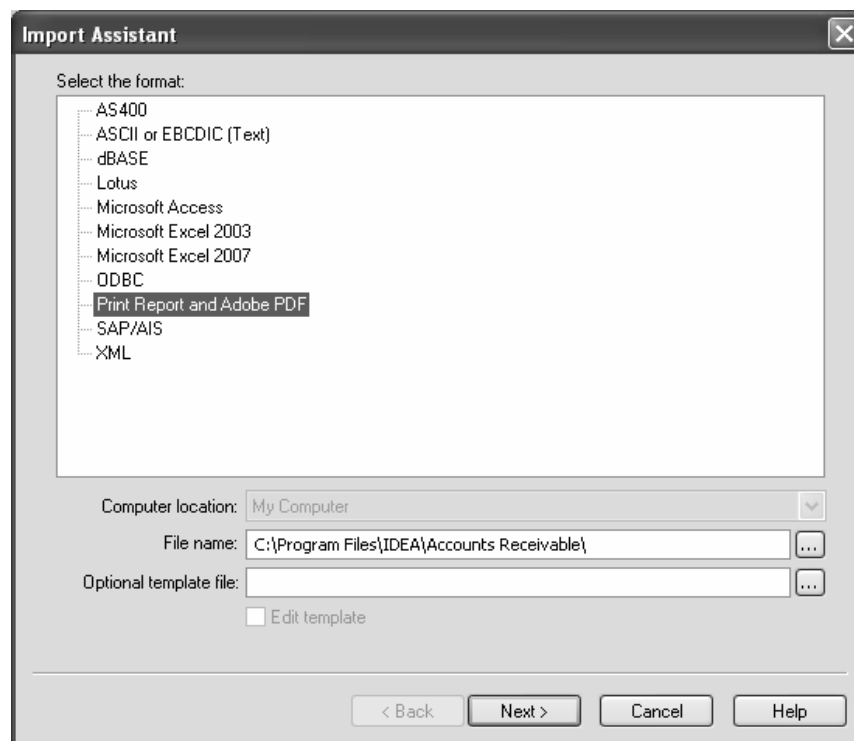 Import Assistant
Select the format:
AS400
ASCII or EBCDIC (Text)
dBASE
Lotus
Microsoft Access
Microsoft Excel 2003
Microsoft Excel 2007
ODBC
Print Report and Adobe PDF
SAP/AIS
XML
Computer location: My Computer
File name: C:\Program Files\IDEA\Accounts Receivable\ ...
Optional template file: ...
Edit template
< Back Next > Cancel Help